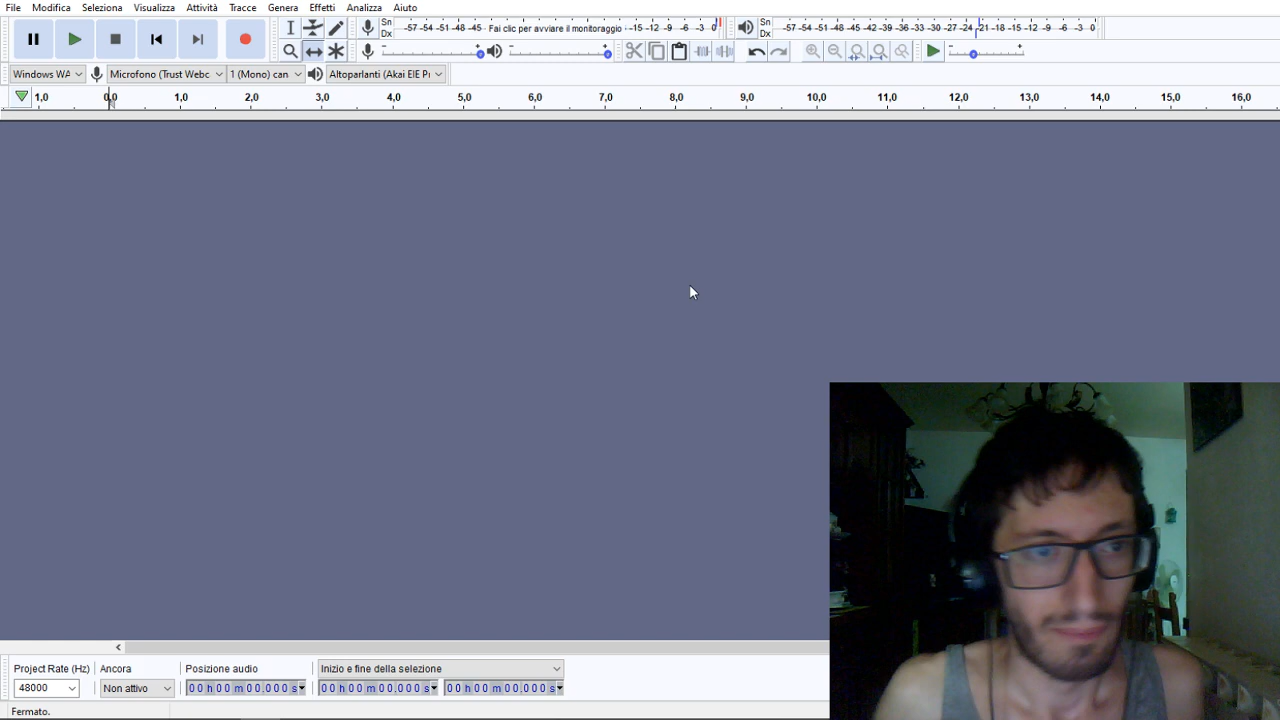 File Modifica Seleziona Visualizza Attività Tracce Genera Effetti Analizza Aiuto
Sn Dx -57 -54 -51 -48 -45 Fai clic per avviare il monitoraggio -15 -12 -9 -6 -3 0
Sn Dx -57 -54 -51 -48 -45 -42 -39 -36 -33 -30 -27 -24 -21 -18 -15 -12 -9 -6 -3 0
Windows WA Microfono (Trust Webc 1 (Mono) can Altoparlanti (Akai EIE Pr
1,0 0,0 1,0 2,0 3,0 4,0 5,0 6,0 7,0 8,0 9,0 10,0 11,0 12,0 13,0 14,0 15,0 16,0
Project Rate (Hz) Ancora Posizione audio Inizio e fine della selezione
48000 Non attivo 00 h 00 m 00.000 s 00 h 00 m 00.000 s 00 h 00 m 00.000 s
Fermato.